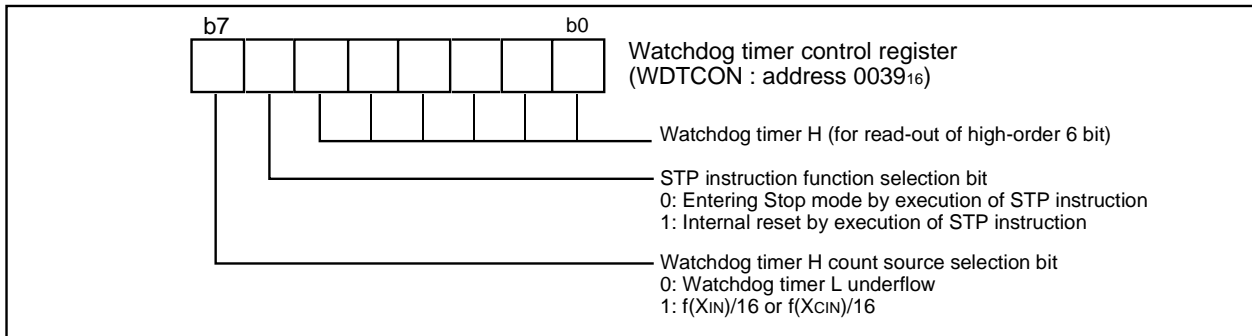 b7 b0
Watchdog timer control register
(WDTCON : address 003916)
Watchdog timer H (for read-out of high-order 6 bit)
STP instruction function selection bit
0: Entering Stop mode by execution of STP instruction
1: Internal reset by execution of STP instruction
Watchdog timer H count source selection bit
0: Watchdog timer L underflow
1: f(XIN)/16 or f(XCIN)/16